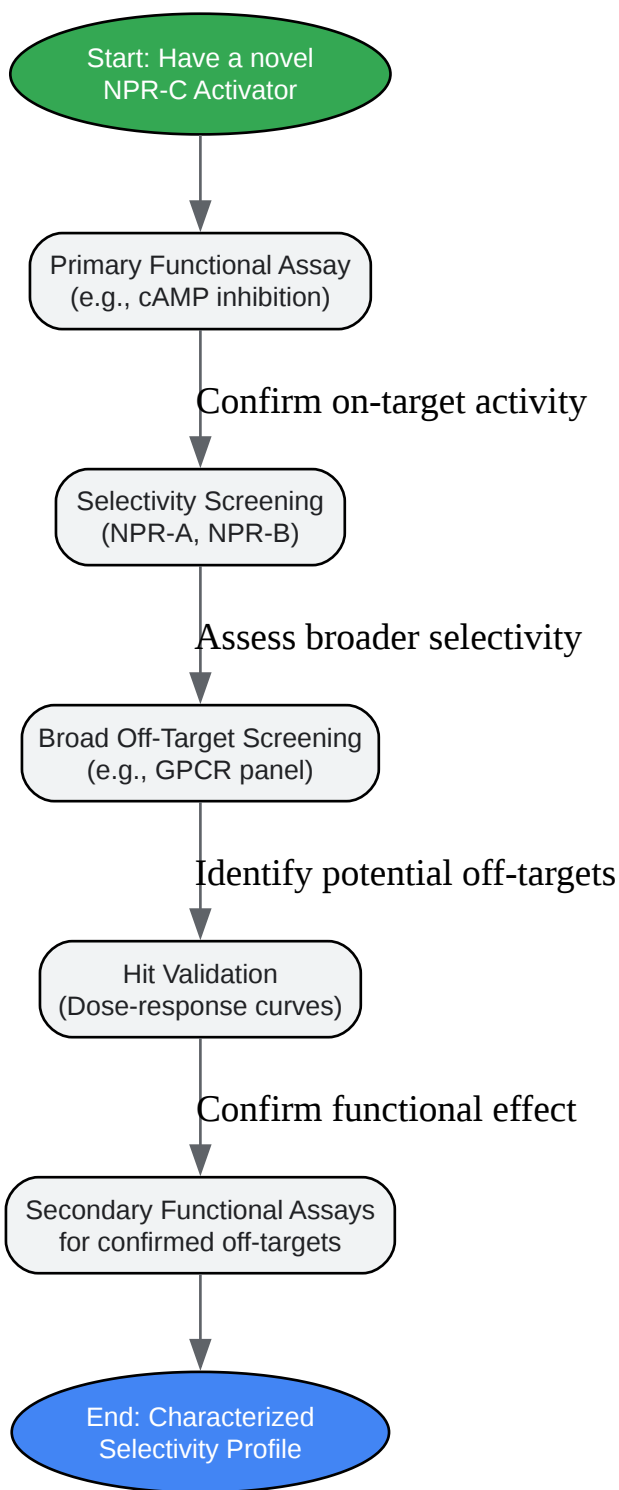 Start: Have a novel
NPR-C Activator
Primary Functional Assay
(e.g., cAMP inhibition)
Confirm on-target activity
Selectivity Screening
(NPR-A, NPR-B)
Assess broader selectivity
Broad Off-Target Screening
(e.g., GPCR panel)
Identify potential off-targets
Hit Validation
(Dose-response curves)
Confirm functional effect
Secondary Functional Assays
for confirmed off-targets
End: Characterized
Selectivity Profile